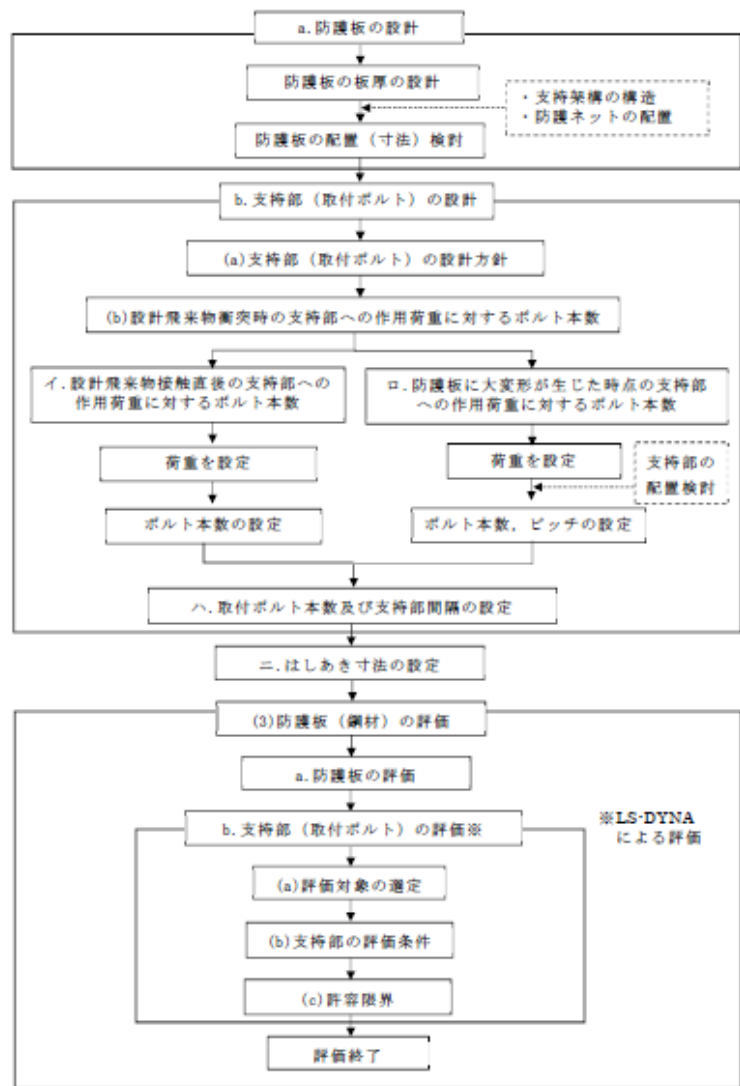 a.防護板の設計
防護板の板厚の設計
・支持架構の構造
・防護ネットの配置
防護板の配置（寸法）検討
b.支持部（取付ボルト）の設計
(a)支持部（取付ボルト）の設計方針
(b)設計飛来物衝突時の支持部への作用荷重に対するボルト本数
イ.設計飛来物接触直後の支持部への
作用荷重に対するボルト本数
ロ.防護板に大変形が生じた時点の支持部
への作用荷重に対するボルト本数
荷重を設定
荷重を設定
支持部の
配置検討
ボルト本数の設定
ボルト本数，ピッチの設定
ハ.取付ボルト本数及び支持部間隔の設定
ニ.はしあき寸法の設定
(3)防護板（鋼材）の評価
a.防護板の評価
b.支持部（取付ボルト）の評価※
※LS-DYNA
による評価
(a)評価対象の選定
(b)支持部の評価条件
(c)許容限界
評価終了